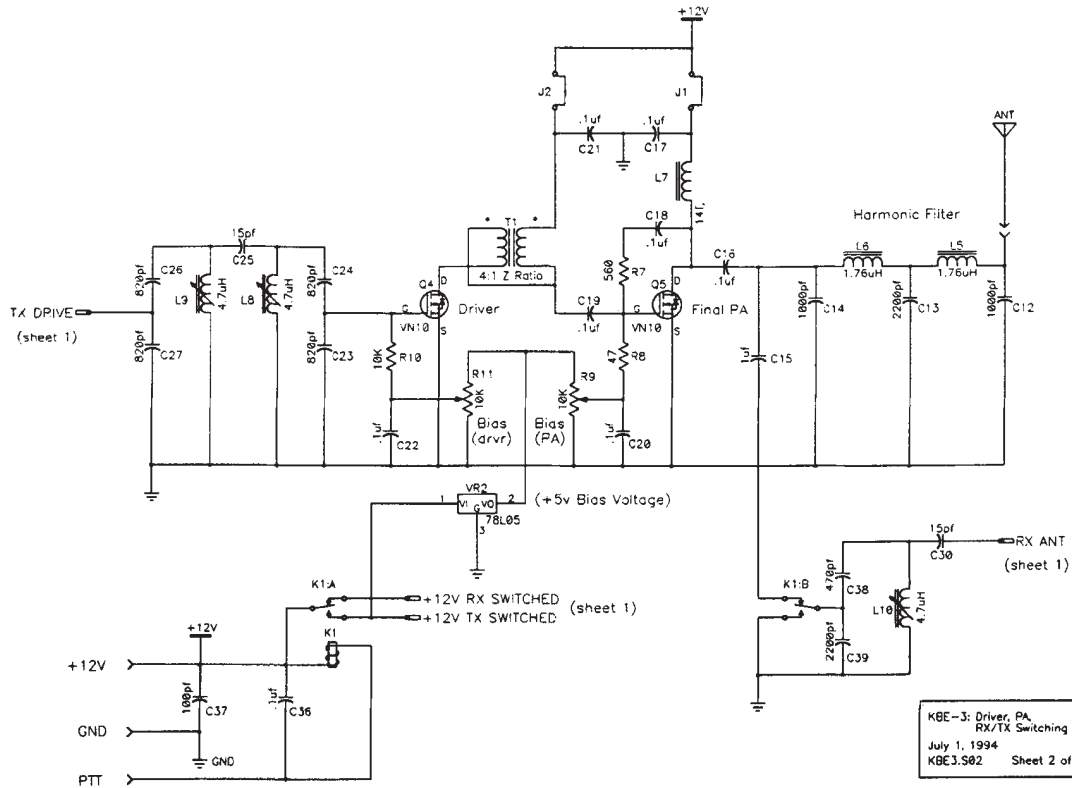 +12V
J2
J1
.1uf
C21
.1uf
C17
ANT
L7
14T,
T1
4:1 Z Ratio
C18
.1uf
Harmonic Filter
15pf
C25
820pf
C26
L9
4.7uH
L8
4.7uH
820pf
C24
R7
560
C16
.1uf
L6
1.76uH
L5
1.76uH
TX DRIVE
(sheet 1)
820pf
C27
820pf
C23
Q4
D
G
S
VN10
Driver
C19
.1uf
Q5
D
G
S
VN10
Final PA
1000pf
C14
2200pf
C13
1000pf
C12
10K
R10
47
R8
C15
R11
10K
Bias
(drvr)
R9
10K
Bias
(PA)
.1uf
C22
.1uf
C20
VR2
1
VI
G
VO
2
3
78L05
(+5v Bias Voltage)
K1:A
+12V RX SWITCHED
+12V TX SWITCHED
(sheet 1)
K1
+12V
+12V
100pf
C37
C36
GND
GND
PTT
K1:B
470pf
C38
2200pf
C39
L10
4.7uH
15pf
C30
RX ANT
(sheet 1)
KBE-3: Driver, PA,
RX/TX Switching
July 1, 1994
KBE3.S02 Sheet 2 of